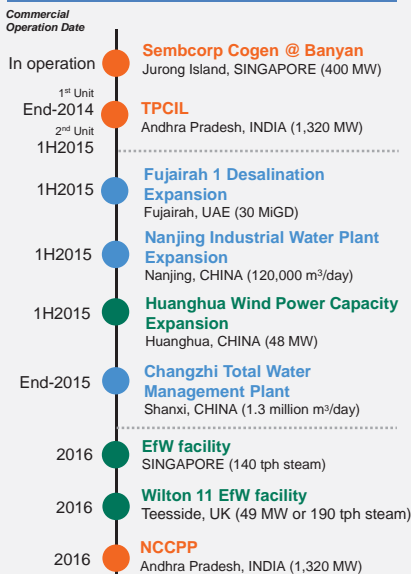 Commercial
Operation Date
In operation
Sembcorp Cogen @ Banyan
Jurong Island, SINGAPORE (400 MW)
1st Unit
End-2014
2nd Unit
1H2015
TPCIL
Andhra Pradesh, INDIA (1,320 MW)
1H2015
Fujairah 1 Desalination
Expansion
Fujairah, UAE (30 MiGD)
1H2015
Nanjing Industrial Water Plant
Expansion
Nanjing, CHINA (120,000 m³/day)
1H2015
Huanghua Wind Power Capacity
Expansion
Huanghua, CHINA (48 MW)
End-2015
Changzhi Total Water
Management Plant
Shanxi, CHINA (1.3 million m³/day)
2016
EfW facility
SINGAPORE (140 tph steam)
2016
Wilton 11 EfW facility
Teesside, UK (49 MW or 190 tph steam)
2016
NCCPP
Andhra Pradesh, INDIA (1,320 MW)